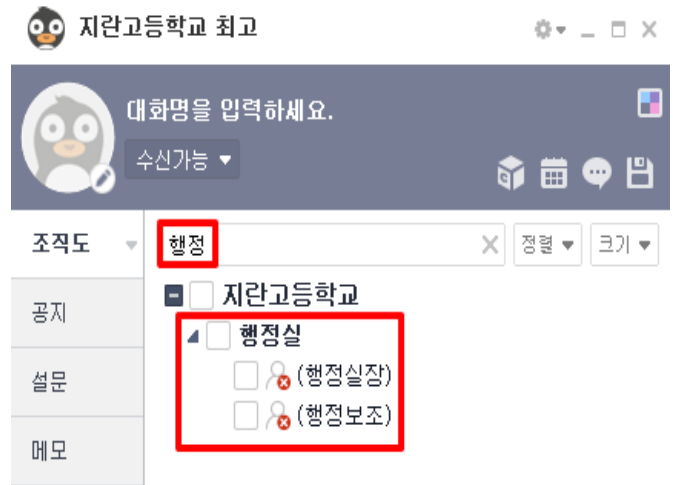 지란고등학교 최고
대화명을 입력하세요.
수신가능
조직도
행정
정렬
크기
지란고등학교
공지
행정실
(행정실장)
설문
(행정보조)
메모